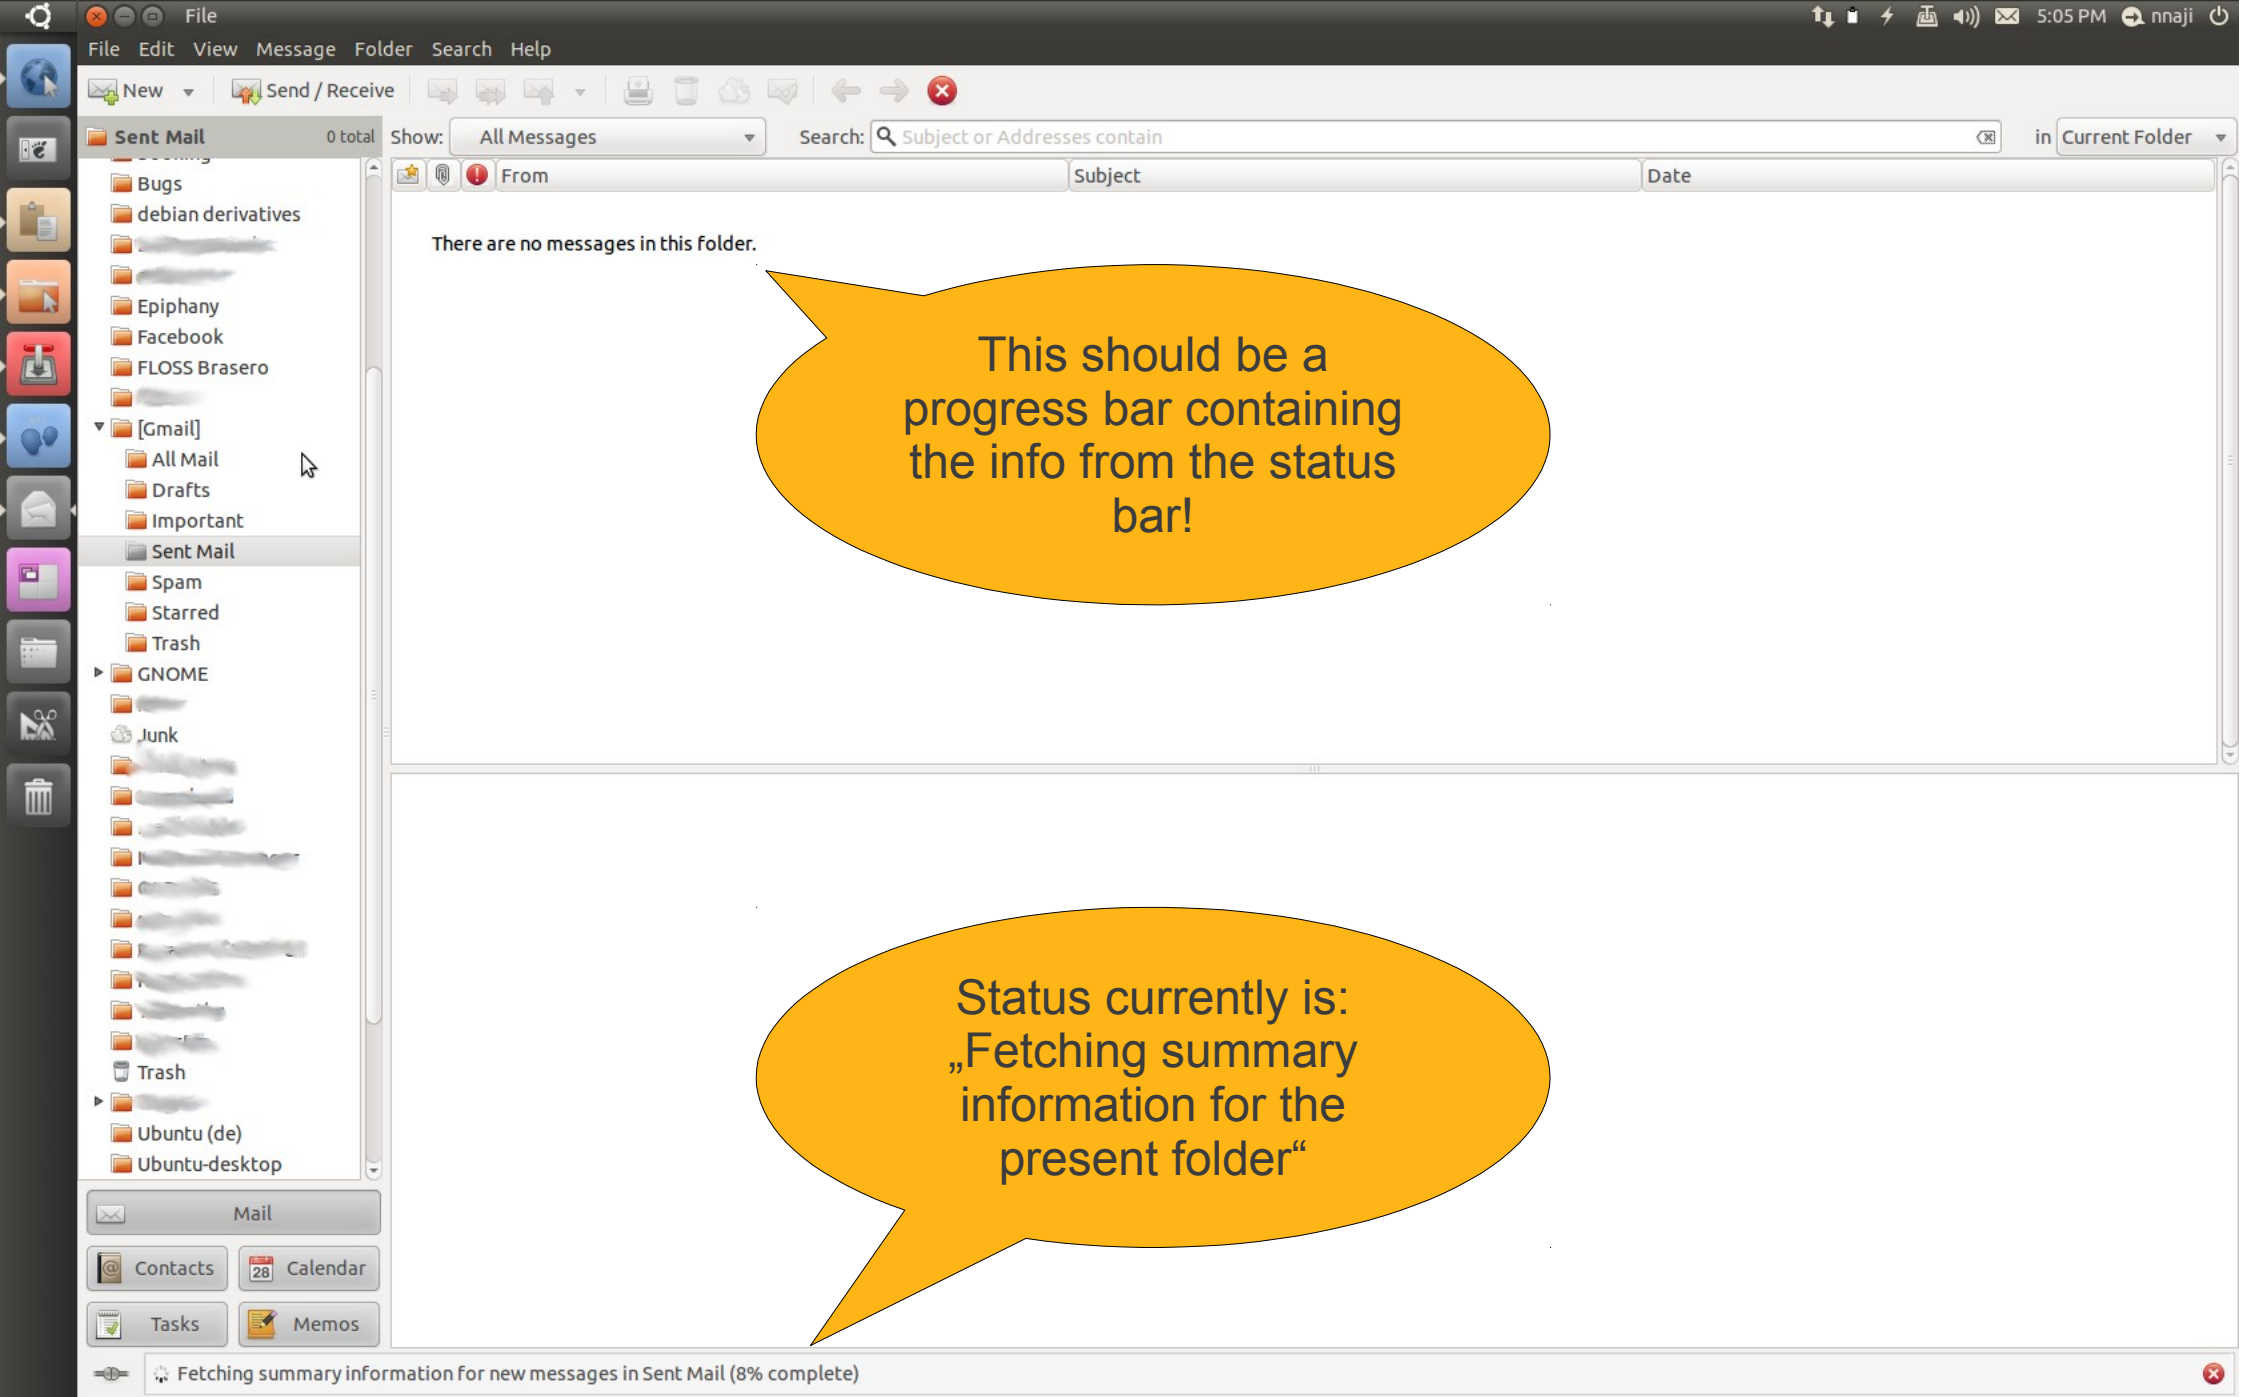 File
5:05 PM nnaji
File Edit View Message Folder Search Help
New Send / Receive
Sent Mail 0 total Show: All Messages Search: Subject or Addresses contain in Current Folder
From Subject Date
Bugs
debian derivatives
There are no messages in this folder.
Epiphany
Facebook
FLOSS Brasero
This should be a
progress bar containing
the info from the status
bar!
[Gmail]
All Mail
Drafts
Important
Sent Mail
Spam
Starred
Trash
GNOME
Junk
Trash
Ubuntu (de)
Ubuntu-desktop
Status currently is:
„Fetching summary
information for the
present folder“
Mail
Contacts 28 Calendar
Tasks Memos
Fetching summary information for new messages in Sent Mail (8% complete)